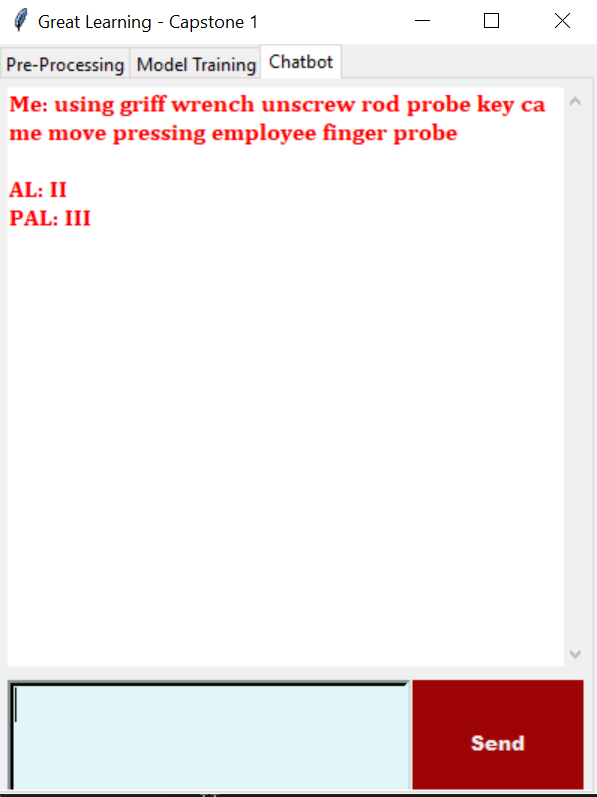 Great Learning - Capstone 1
Pre-Processing Model Training Chatbot
Me: using griff wrench unscrew rod probe key ca
me move pressing employee finger probe
AL: II
PAL: III
Send